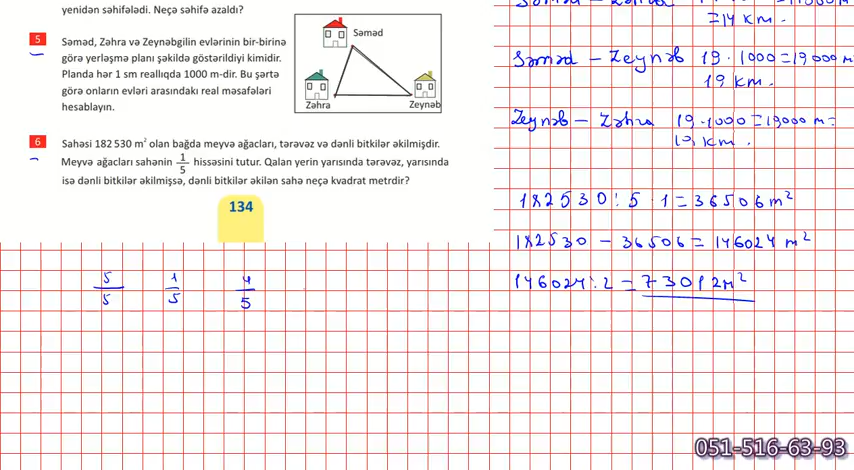 yenidən səhifələdi. Neçə səhifə azaldı?
5 Səməd, Zəhra və Zeynəbgilin evlərinin bir-birinə
görə yerləşmə planı şəkilda göstərildiyi kimidir.
Planda hər 1 sm reallıqda 1000 m-dir. Bu şərtə
görə onların evləri arasındakı real məsafələri
hesablayın.
Səməd
Zəhra
Zeynəb
6 Sahəsi 182 530 m² olan bağda meyvə ağacları, tərəvəz və dənli bitkilər əkilmişdir.
Meyvə ağacları sahənin 1/5 hissəsini tutur. Qalan yerin yarısında tərəvəz, yarısında
isə dənli bitkilər əkilmişsə, dənli bitkilər əkilən sahə neçə kvadrat metrdir?
134
5/5 1/5 4/5
=14 km.
Səməd – Zeynəb 19 · 1000 = 19000 m
19 km.
Zeynəb – Zəhra 19 · 1000 = 19000 m =
km.
182530 : 5 · 1 = 36506 m²
182530 – 36506 = 146024 m²
146024 : 2 = 73012 m²
051-516-63-93